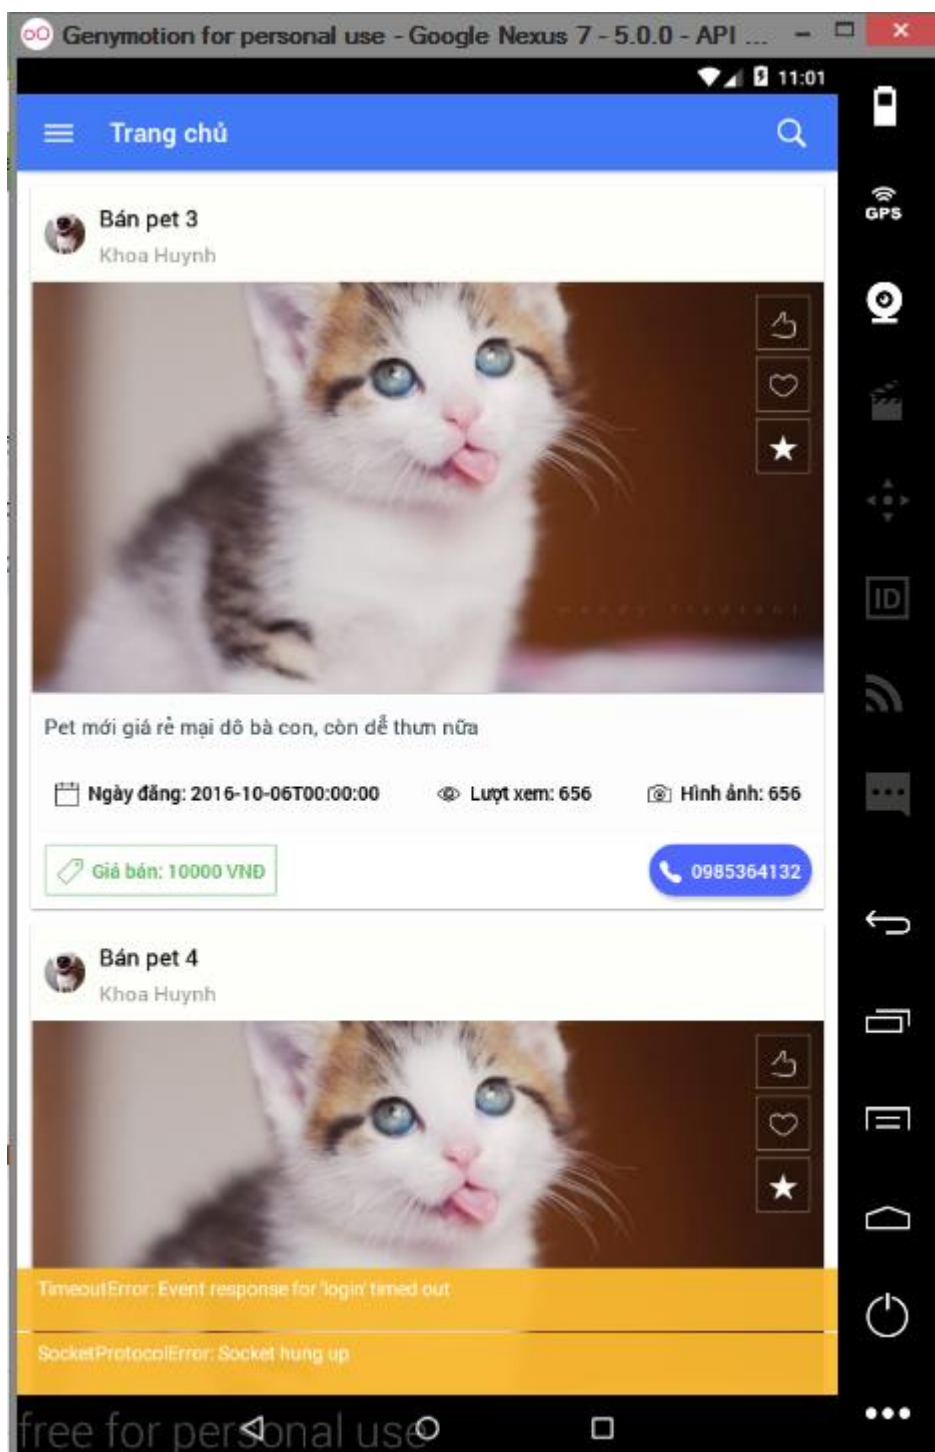 Genymotion for personal use - Google Nexus 7 - 5.0.0 - API ...
11:01
Trang chủ
GPS
Bán pet 3
Khoa Huynh
ID
Pet mới giá rẻ mại dô bà con, còn dễ thưn nữa
Ngày đăng: 2016-10-06T00:00:00 Lượt xem: 656 Hình ảnh: 656
Giá bán: 10000 VNĐ 0985364132
Bán pet 4
Khoa Huynh
TimeoutError: Event response for 'login' timed out
SocketProtocolError: Socket hung up
free for personal use